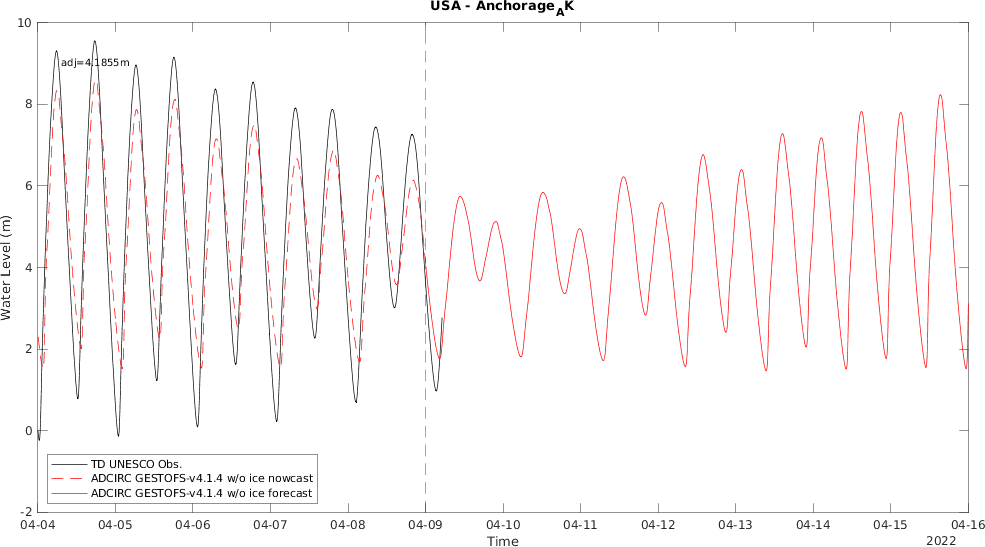 USA - Anchorage_AK
10
8
6
4
2
0
-2
Water Level (m)
adj=4.1855m
TD UNESCO Obs.
ADCIRC GESTOFS-v4.1.4 w/o ice nowcast
ADCIRC GESTOFS-v4.1.4 w/o ice forecast
04-04 04-05 04-06 04-07 04-08 04-09 04-10 04-11 04-12 04-13 04-14 04-15 04-16
Time
2022